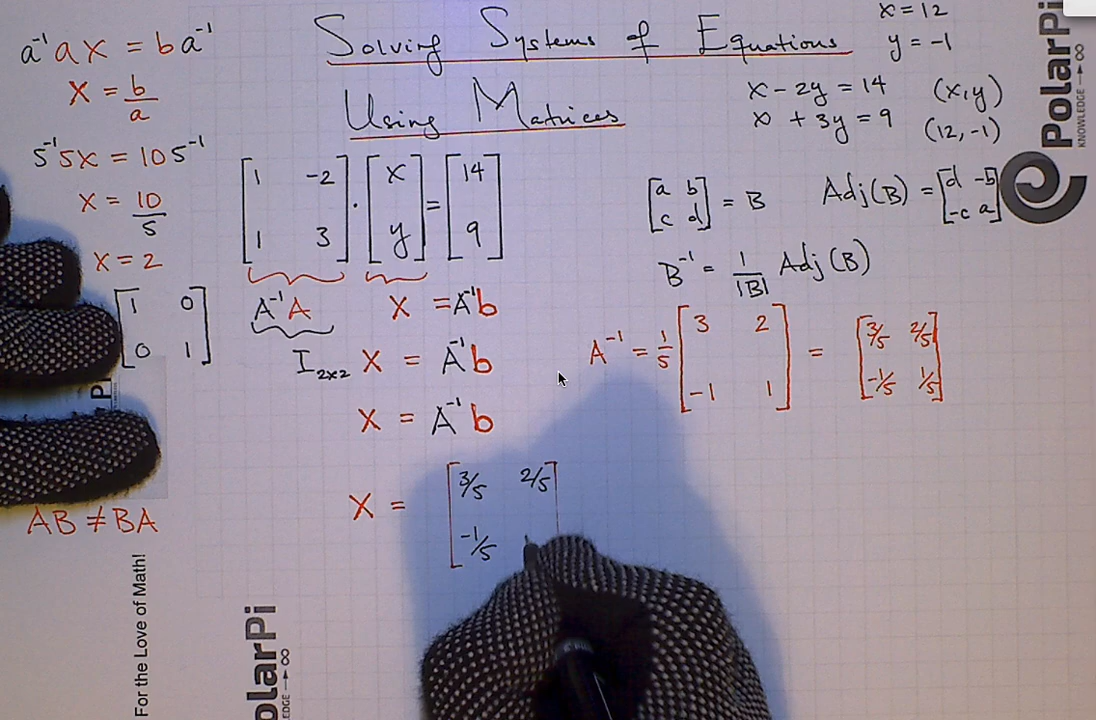 Solving Systems of Equations
Using Matrices
a⁻¹ax = ba⁻¹
x = b/a
5⁻¹5x = 10 5⁻¹
x = 10/5
x = 2
[1 0]
[0 1]
AB ≠ BA
[1 -2] · [x] = [14]
[1 3] [y] [9]
A⁻¹A X = A⁻¹b
I₂ₓ₂ X = A⁻¹b
X = A⁻¹b
X = [3/5 2/5]
[-1/5
x = 12
y = -1
x - 2y = 14 (x,y)
x + 3y = 9 (12,-1)
[a b] = B Adj(B) = [d -b]
[c d] [-c a]
B⁻¹ = 1/|B| Adj(B)
A⁻¹ = 1/5 [3 2] = [3/5 2/5]
[-1 1] [-1/5 1/5]
PolarPi
KNOWLEDGE → ∞
For the Love of Math!
olarPi
EDGE → ∞
P